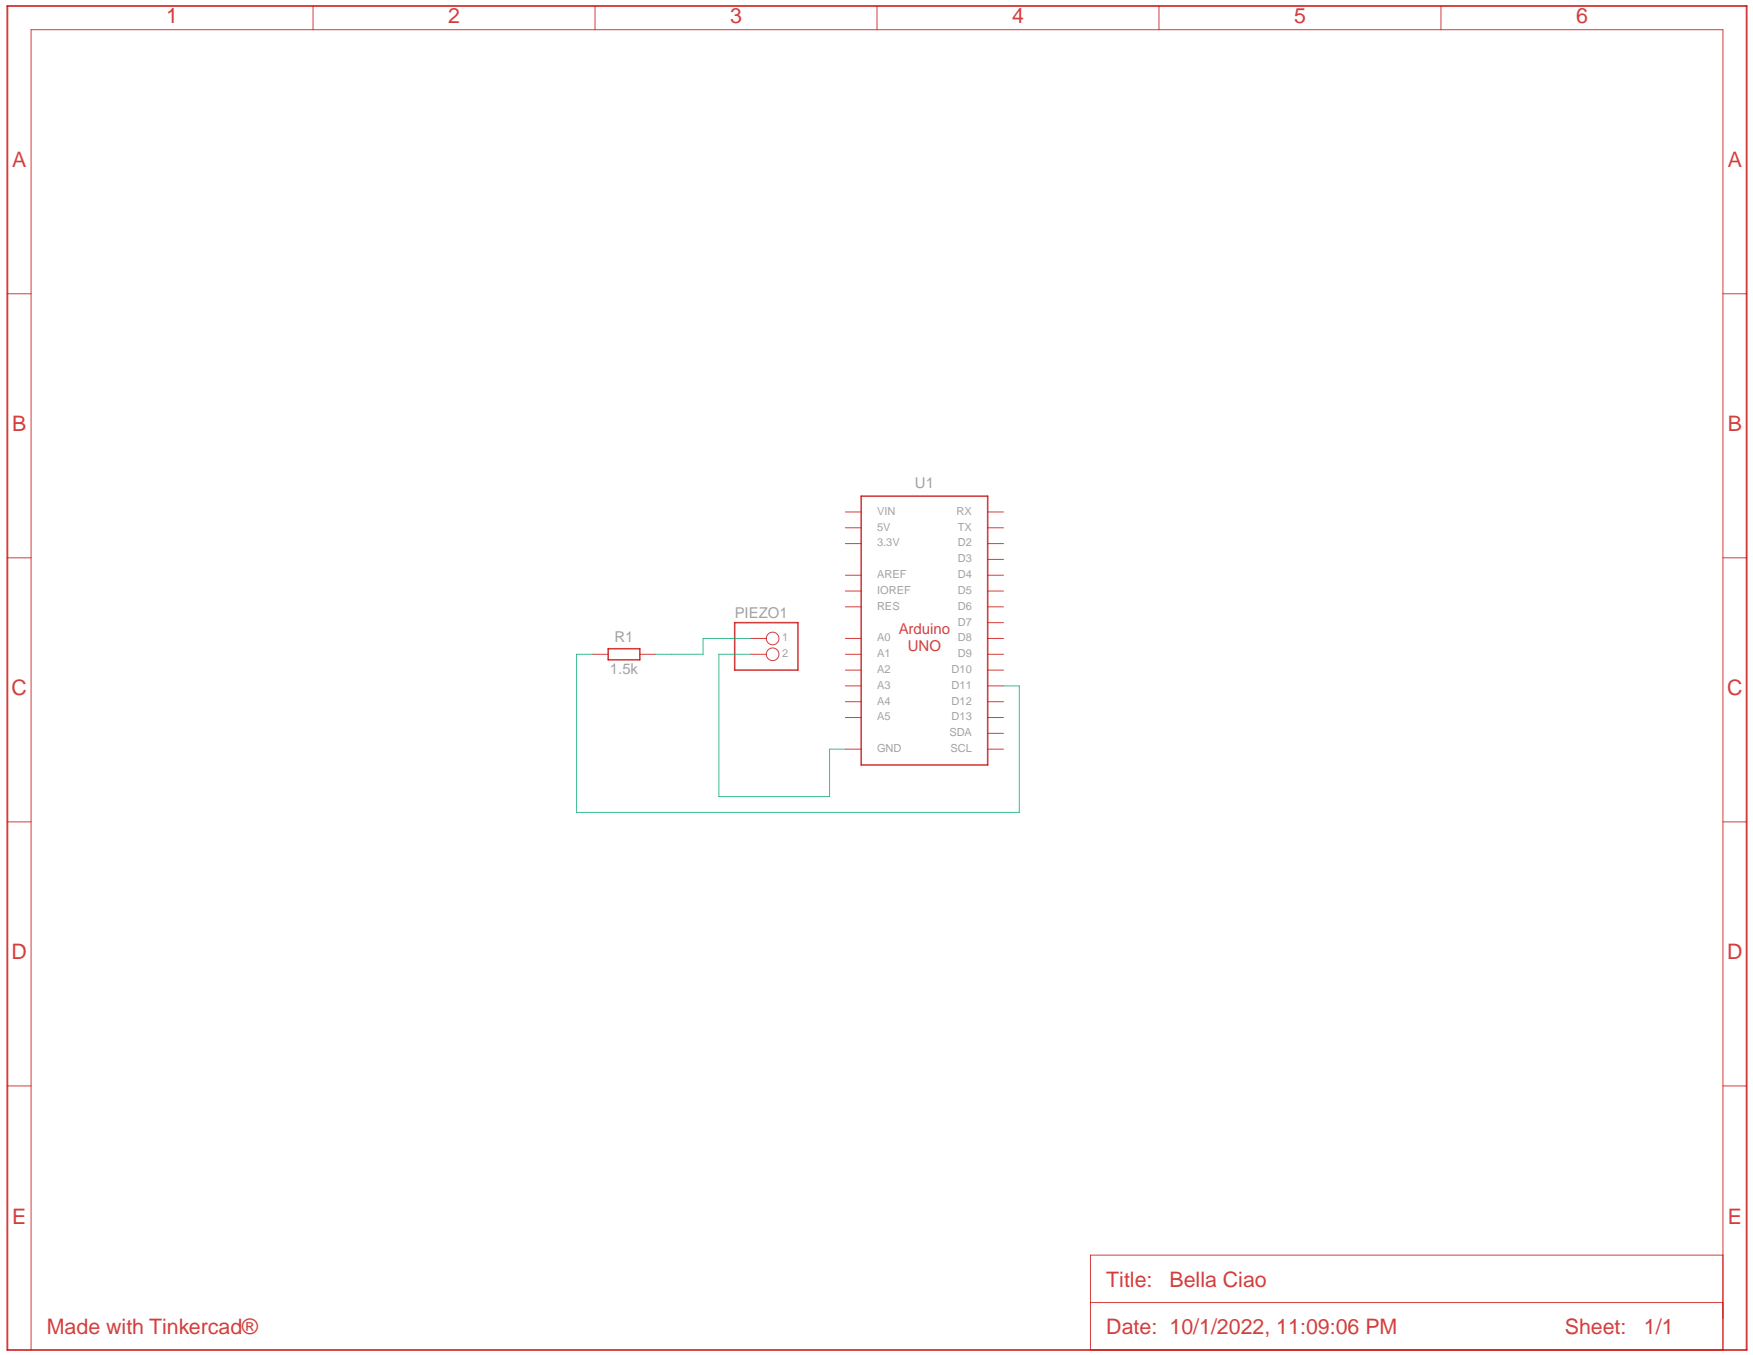 1 2 3 4 5 6
A A
B B
U1
VIN RX
5V TX
3.3V D2
D3
AREF D4
IOREF D5
RES D6
D7
Arduino
UNO
A0 D8
A1 D9
A2 D10
A3 D11
A4 D12
A5 D13
SDA
GND SCL
PIEZO1
1
2
R1
1.5k
C C
D D
E E
Title: Bella Ciao
Made with Tinkercad®
Date: 10/1/2022, 11:09:06 PM Sheet: 1/1